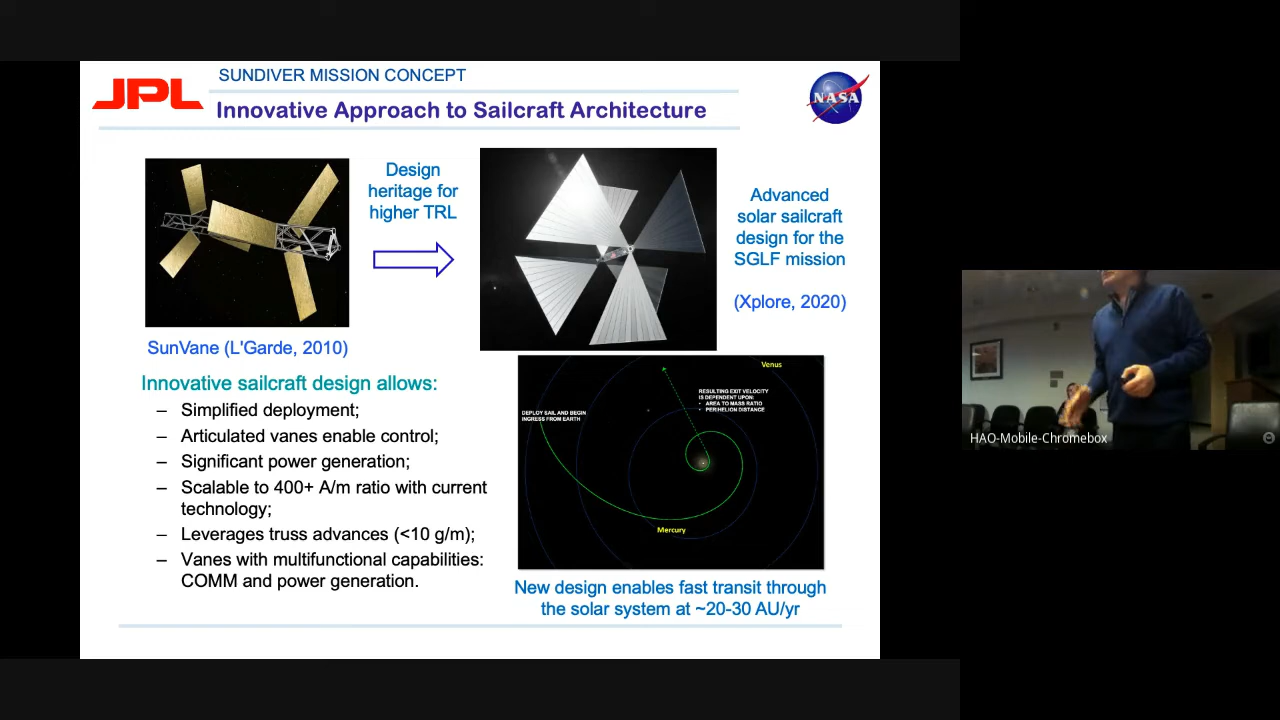 SUNDIVER MISSION CONCEPT
JPL
Innovative Approach to Sailcraft Architecture
NASA
Design
heritage for
higher TRL
Advanced
solar sailcraft
design for the
SGLF mission
(Xplore, 2020)
SunVane (L'Garde, 2010)
Innovative sailcraft design allows:
– Simplified deployment;
– Articulated vanes enable control;
– Significant power generation;
– Scalable to 400+ A/m ratio with current
technology;
– Leverages truss advances (<10 g/m);
– Vanes with multifunctional capabilities:
COMM and power generation.
Venus
RESULTING EXIT VELOCITY
IS DEPENDENT UPON:
• AREA TO MASS RATIO
• PERIHELION DISTANCE
DEPLOY SAIL AND BEGIN
INGRESS FROM EARTH
Mercury
New design enables fast transit through
the solar system at ~20-30 AU/yr
HAO-Mobile-Chromebox